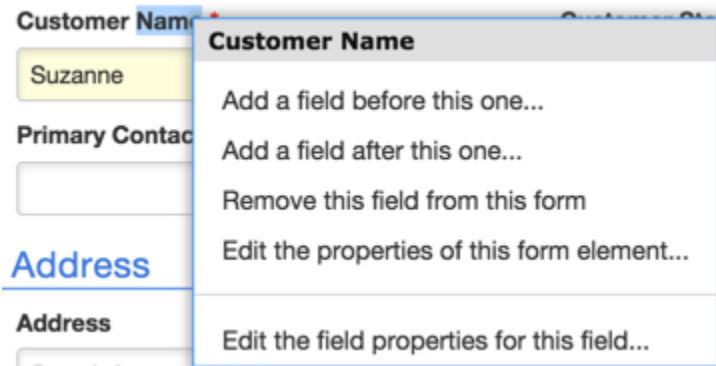 Customer Name
Customer Name
Suzanne
Add a field before this one...
Add a field after this one...
Primary Contac
Remove this field from this form
Edit the properties of this form element...
Address
Address
Edit the field properties for this field...